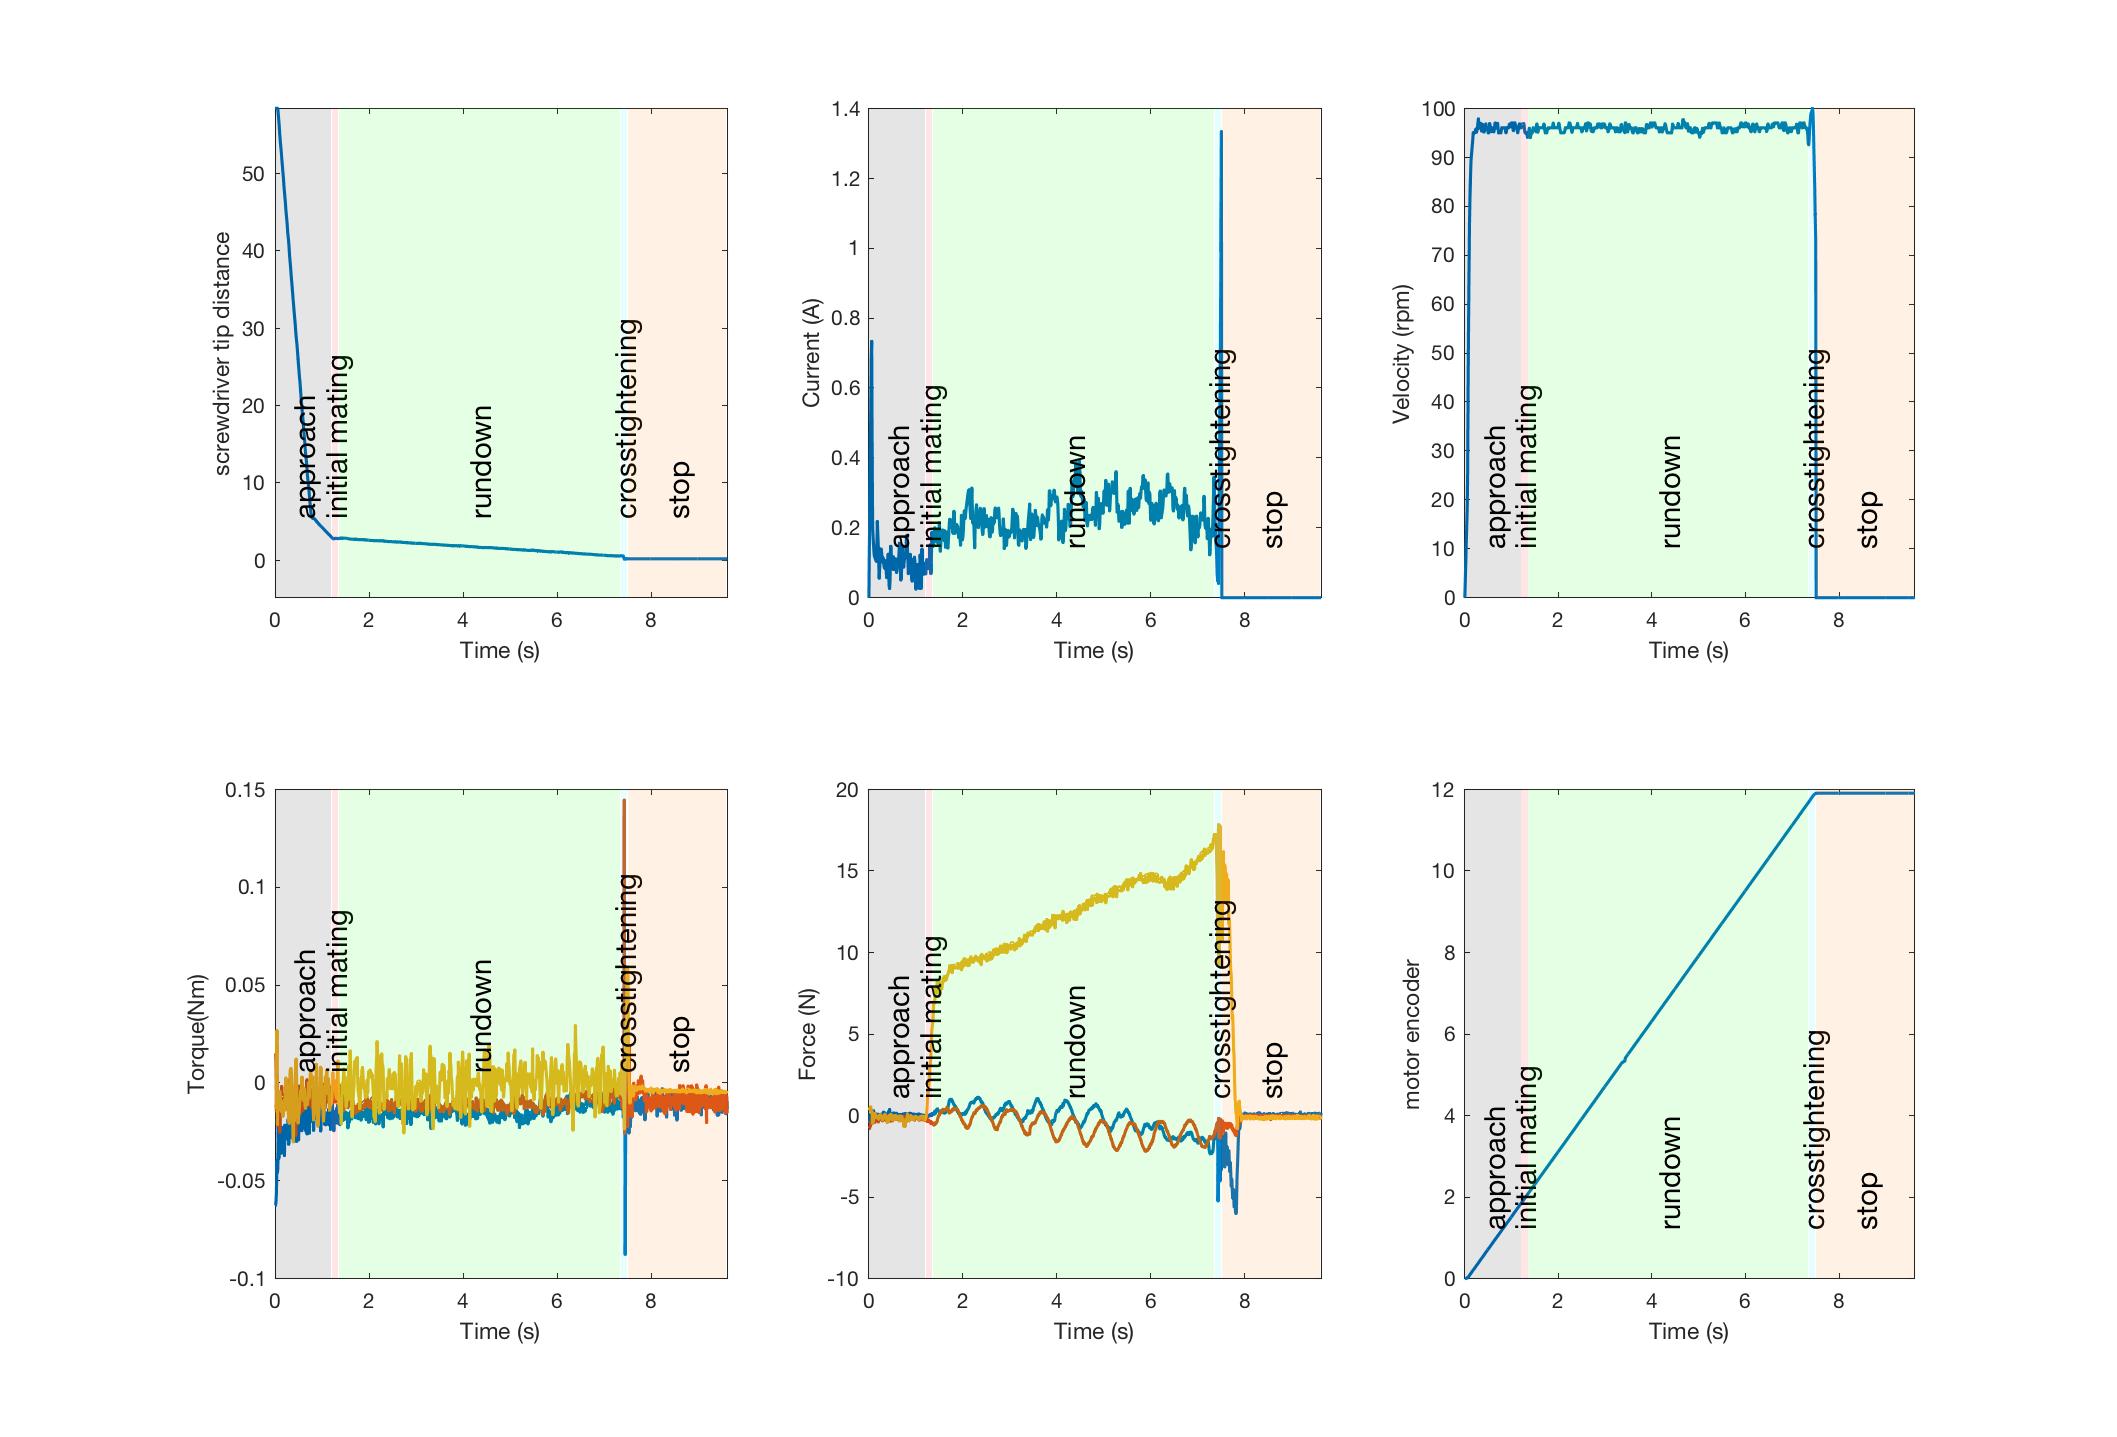 screwdriver tip distance
50
40
30
20
10
0
approach
initial mating
rundown
crosstightening
stop
0 2 4 6 8
Time (s)
Current (A)
1.4
1.2
1
0.8
0.6
0.4
0.2
0
approach
initial mating
rundown
crosstightening
stop
0 2 4 6 8
Time (s)
Velocity (rpm)
100
90
80
70
60
50
40
30
20
10
0
approach
initial mating
rundown
crosstightening
stop
0 2 4 6 8
Time (s)
Torque(Nm)
0.15
0.1
0.05
0
-0.05
-0.1
approach
initial mating
rundown
crosstightening
stop
0 2 4 6 8
Time (s)
Force (N)
20
15
10
5
0
-5
-10
approach
initial mating
rundown
crosstightening
stop
0 2 4 6 8
Time (s)
motor encoder
12
10
8
6
4
2
0
approach
initial mating
rundown
crosstightening
stop
0 2 4 6 8
Time (s)